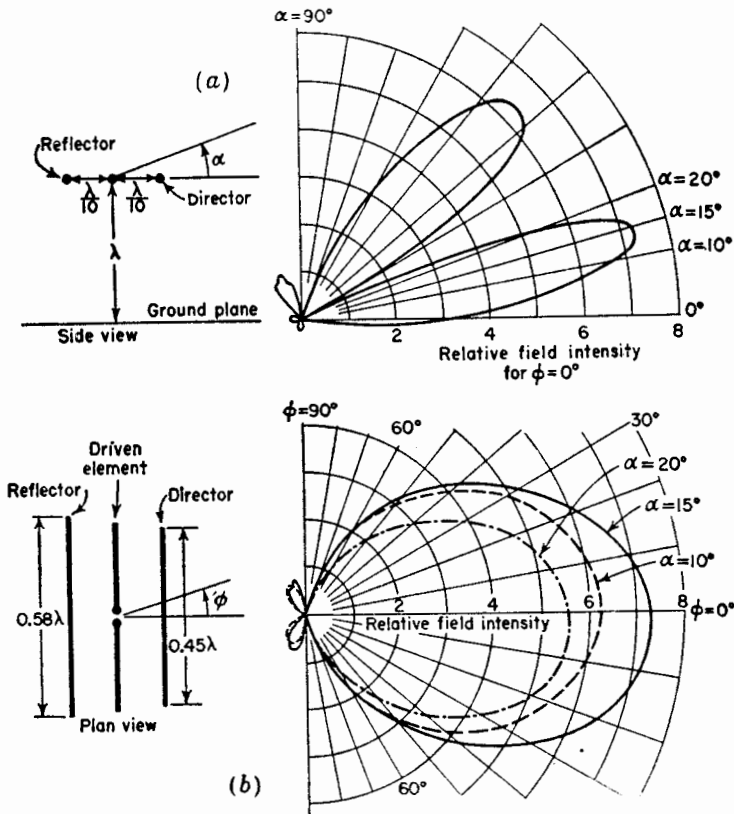 α=90°
(a)
Reflector
α
λ/10
λ/10
Director
λ
Ground plane
Side view
α=20°
α=15°
α=10°
0°
2
4
6
8
Relative field intensity
for φ=0°
φ=90°
60°
30°
α=20°
α=15°
α=10°
Driven
element
Reflector
Director
φ
0.58λ
0.45λ
Plan view
2
4
6
8
φ=0°
Relative field intensity
60°
(b)